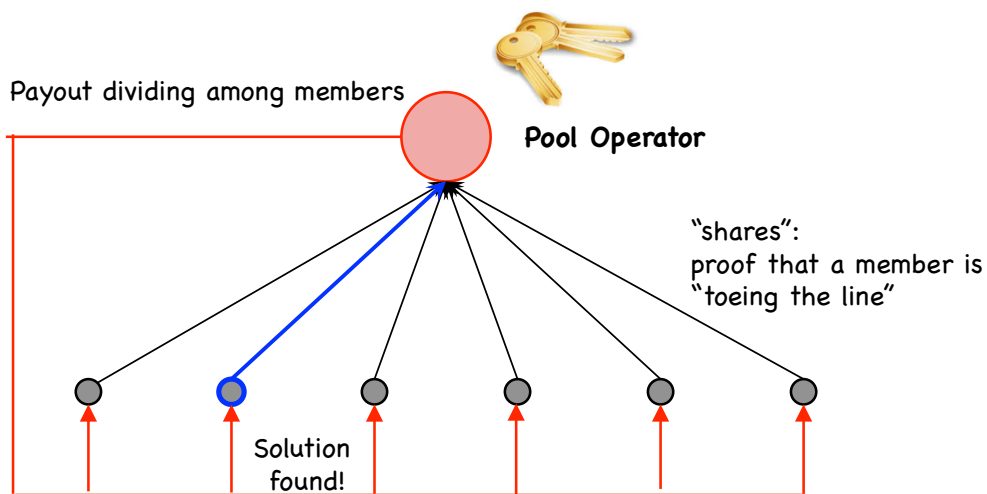 Payout dividing among members
Pool Operator
“shares”:
proof that a member is
“toeing the line”
Solution
found!